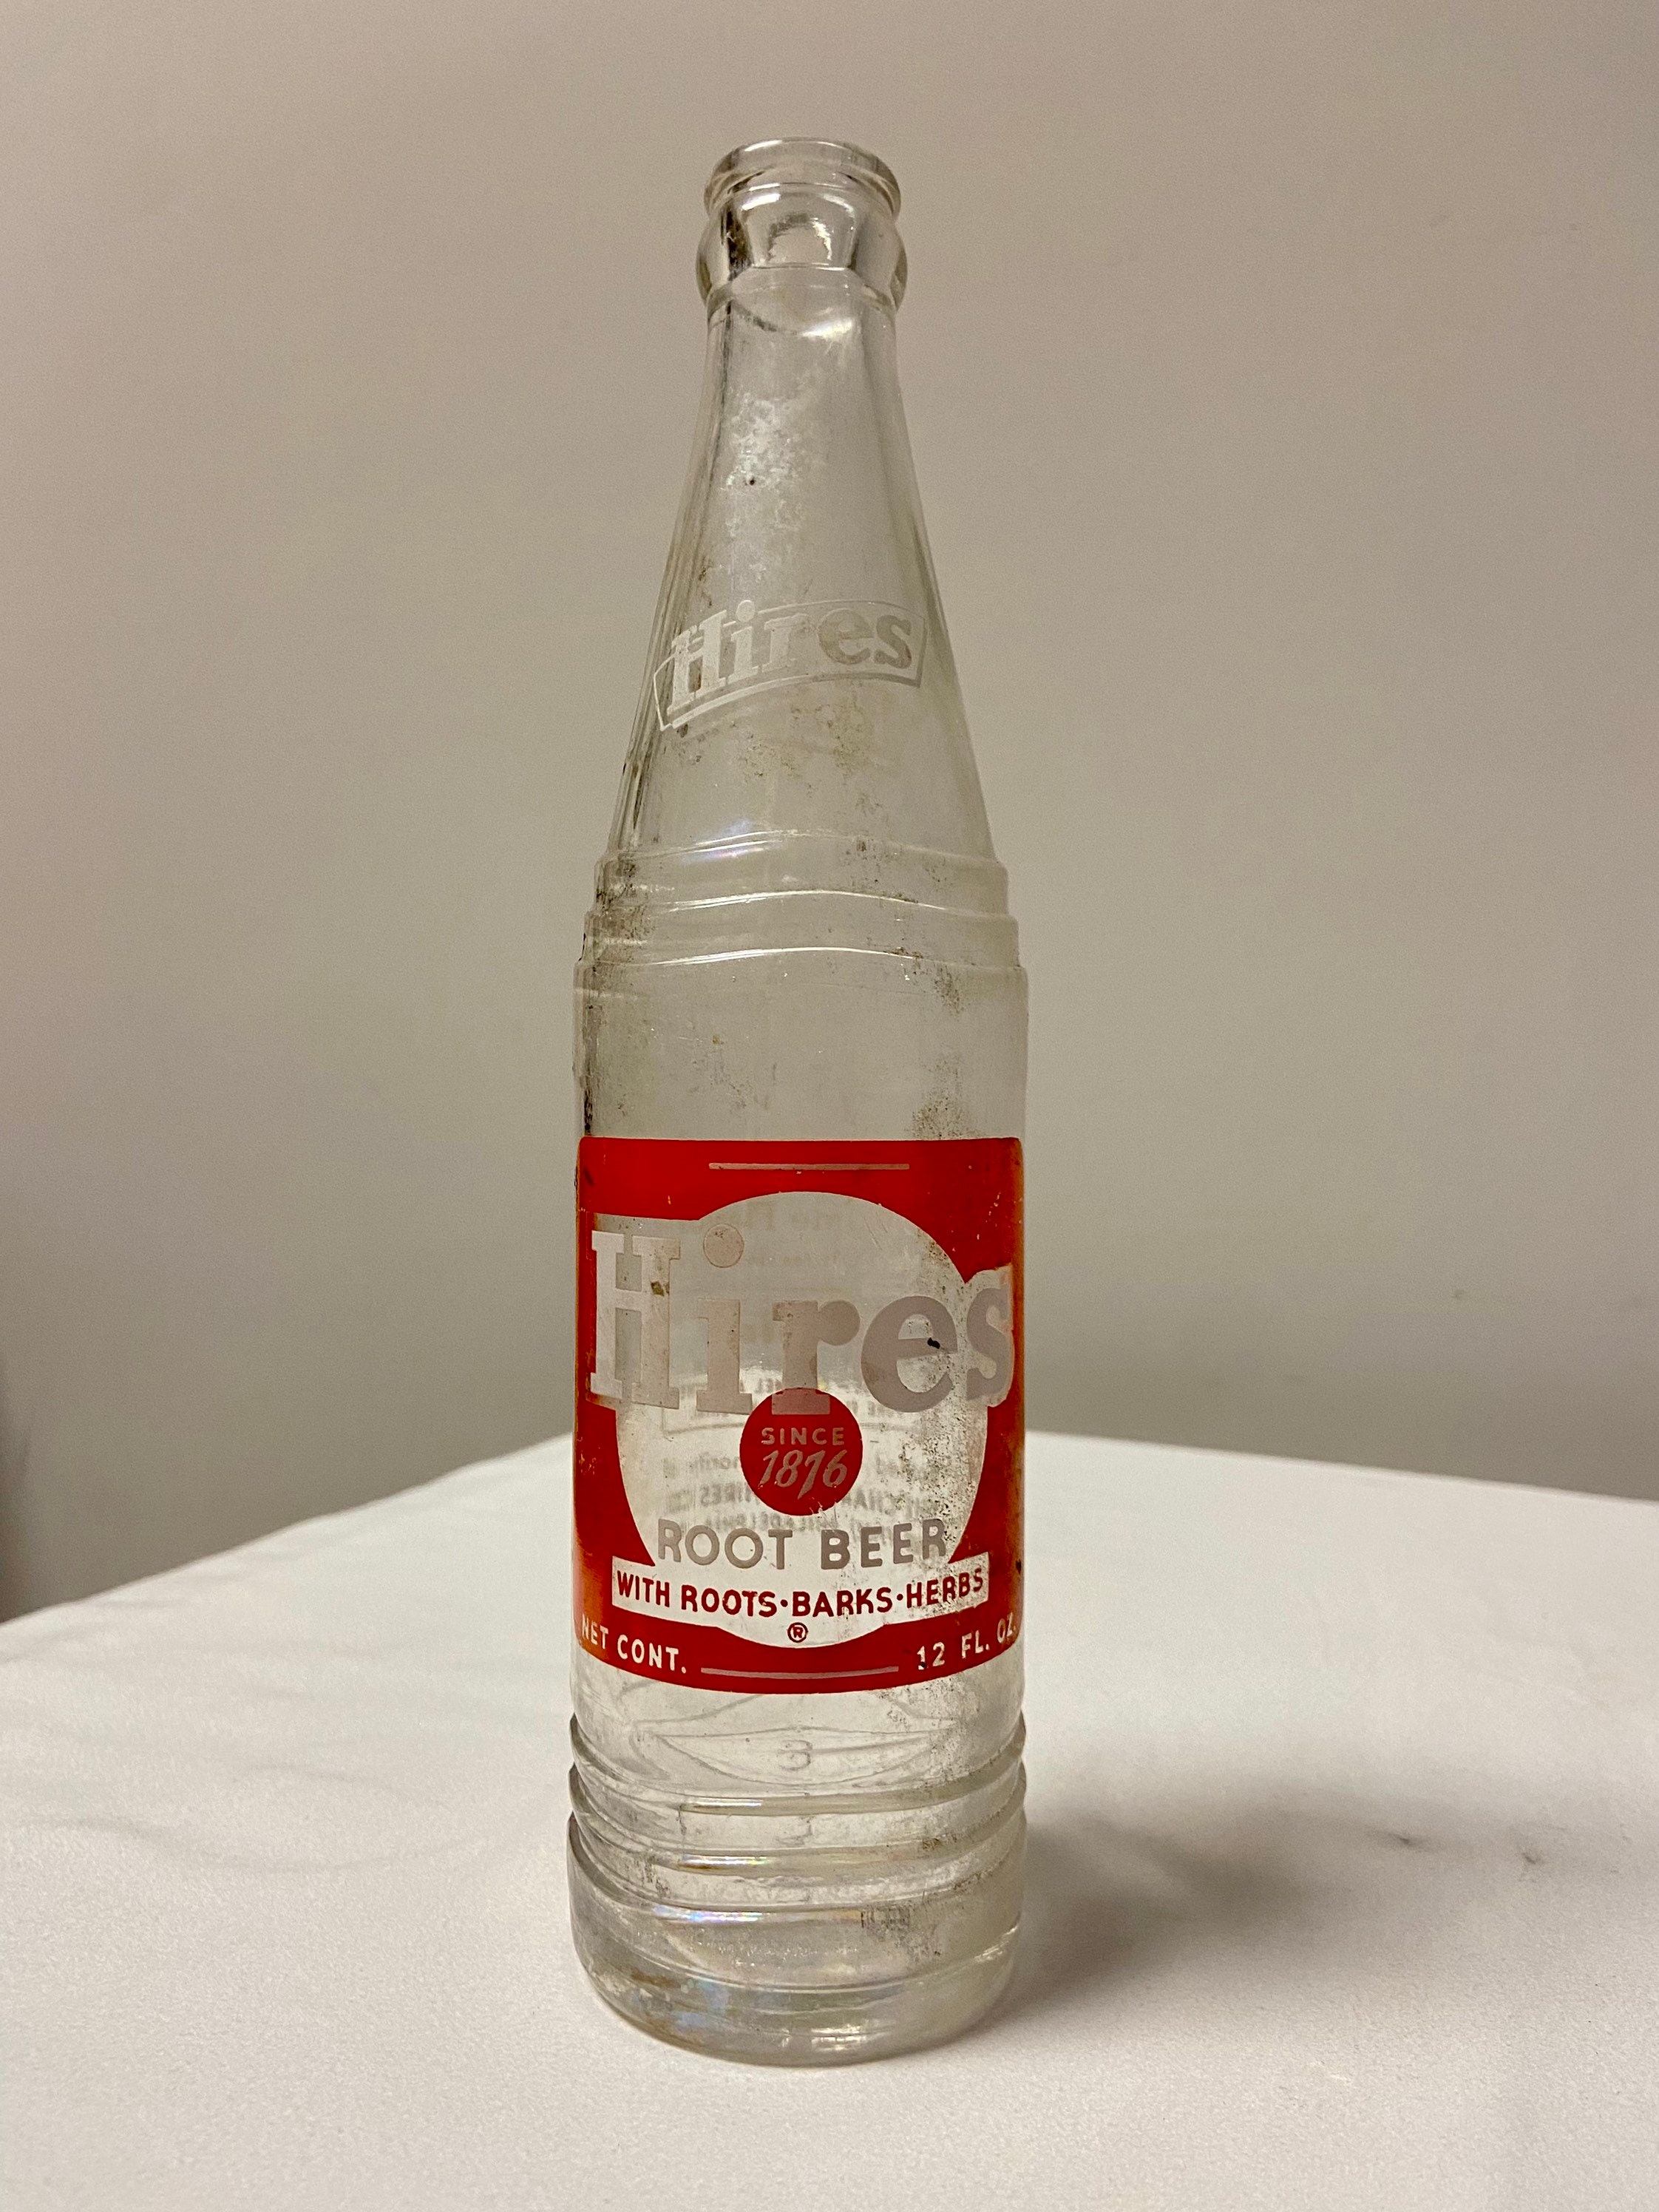 Hires
Hires
SINCE
1876
ROOT BEER
WITH ROOTS•BARKS•HERBS
®
NET CONT. 12 FL. OZ.